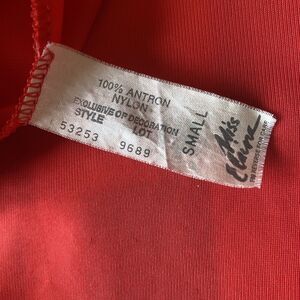 100% ANTRON
NYLON
EXCLUSIVE OF DECORATION
STYLE LOT
53253 9689
SMALL
Miss
Elaine